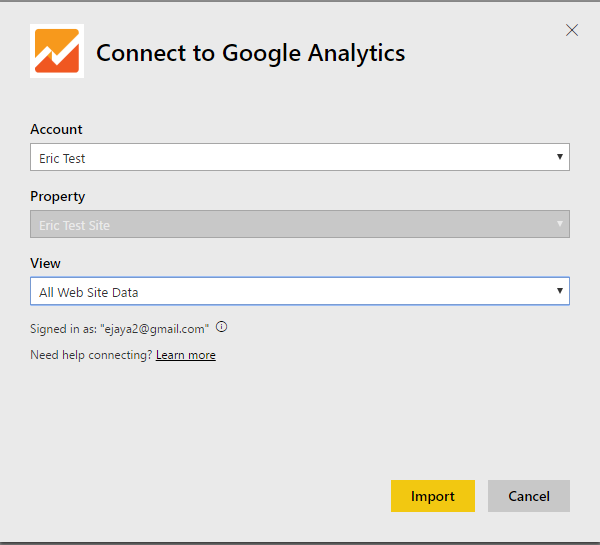 Connect to Google Analytics
Account
Eric Test
Property
Eric Test Site
View
All Web Site Data
Signed in as: "ejaya2@gmail.com"
Need help connecting? Learn more
Import
Cancel